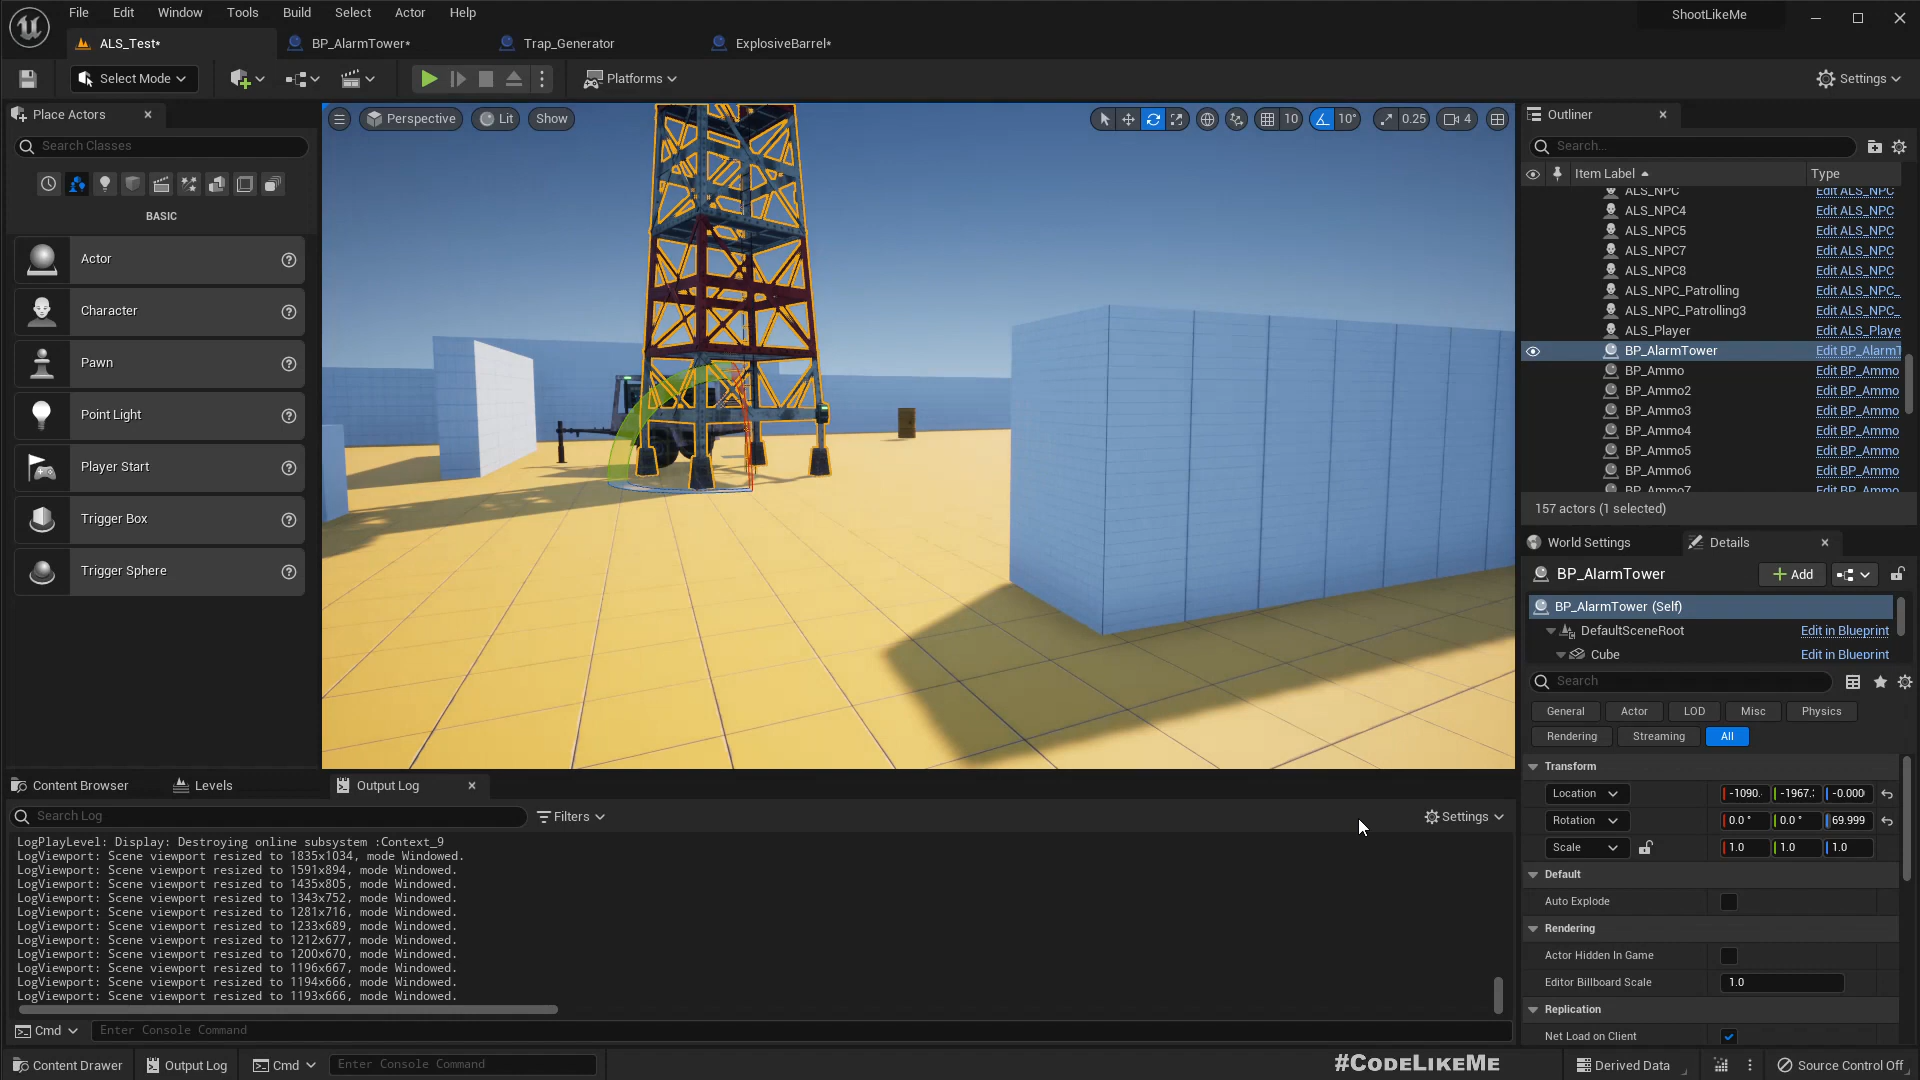 File Edit Window Tools Build Select Actor Help
ShootLikeMe
ALS_Test* BP_AlarmTower* Trap_Generator ExplosiveBarrel*
Select Mode Platforms Settings
Place Actors
Search Classes
BASIC
Actor
Character
Pawn
Point Light
Player Start
Trigger Box
Trigger Sphere
Perspective Lit Show 10 10° 0.25 4
Outliner
Search...
Item Label Type
ALS_NPC Edit ALS_NPC
ALS_NPC4 Edit ALS_NPC
ALS_NPC5 Edit ALS_NPC
ALS_NPC7 Edit ALS_NPC
ALS_NPC8 Edit ALS_NPC
ALS_NPC_Patrolling Edit ALS_NPC_
ALS_NPC_Patrolling3 Edit ALS_NPC_
ALS_Player Edit ALS_Playe
BP_AlarmTower Edit BP_AlarmT
BP_Ammo Edit BP_Ammo
BP_Ammo2 Edit BP_Ammo
BP_Ammo3 Edit BP_Ammo
BP_Ammo4 Edit BP_Ammo
BP_Ammo5 Edit BP_Ammo
BP_Ammo6 Edit BP_Ammo
BP_Ammo7 Edit BP_Ammo
157 actors (1 selected)
World Settings Details
BP_AlarmTower Add
BP_AlarmTower (Self)
DefaultSceneRoot Edit in Blueprint
Cube Edit in Blueprint
Search
General Actor LOD Misc Physics
Rendering Streaming All
Transform
Location -1090. -1967. -0.000
Rotation 0.0 ° 0.0 ° 69.999
Scale 1.0 1.0 1.0
Default
Auto Explode
Rendering
Actor Hidden In Game
Editor Billboard Scale 1.0
Replication
Net Load on Client
Content Browser Levels Output Log
Search Log Filters Settings
LogPlayLevel: Display: Destroying online subsystem :Context_9
LogViewport: Scene viewport resized to 1835x1034, mode Windowed.
LogViewport: Scene viewport resized to 1591x894, mode Windowed.
LogViewport: Scene viewport resized to 1435x805, mode Windowed.
LogViewport: Scene viewport resized to 1343x752, mode Windowed.
LogViewport: Scene viewport resized to 1281x716, mode Windowed.
LogViewport: Scene viewport resized to 1233x689, mode Windowed.
LogViewport: Scene viewport resized to 1212x677, mode Windowed.
LogViewport: Scene viewport resized to 1200x670, mode Windowed.
LogViewport: Scene viewport resized to 1196x667, mode Windowed.
LogViewport: Scene viewport resized to 1194x666, mode Windowed.
LogViewport: Scene viewport resized to 1193x666, mode Windowed.
Cmd Enter Console Command
Content Drawer Output Log Cmd Enter Console Command
#CODELIKEME
Derived Data Source Control Off